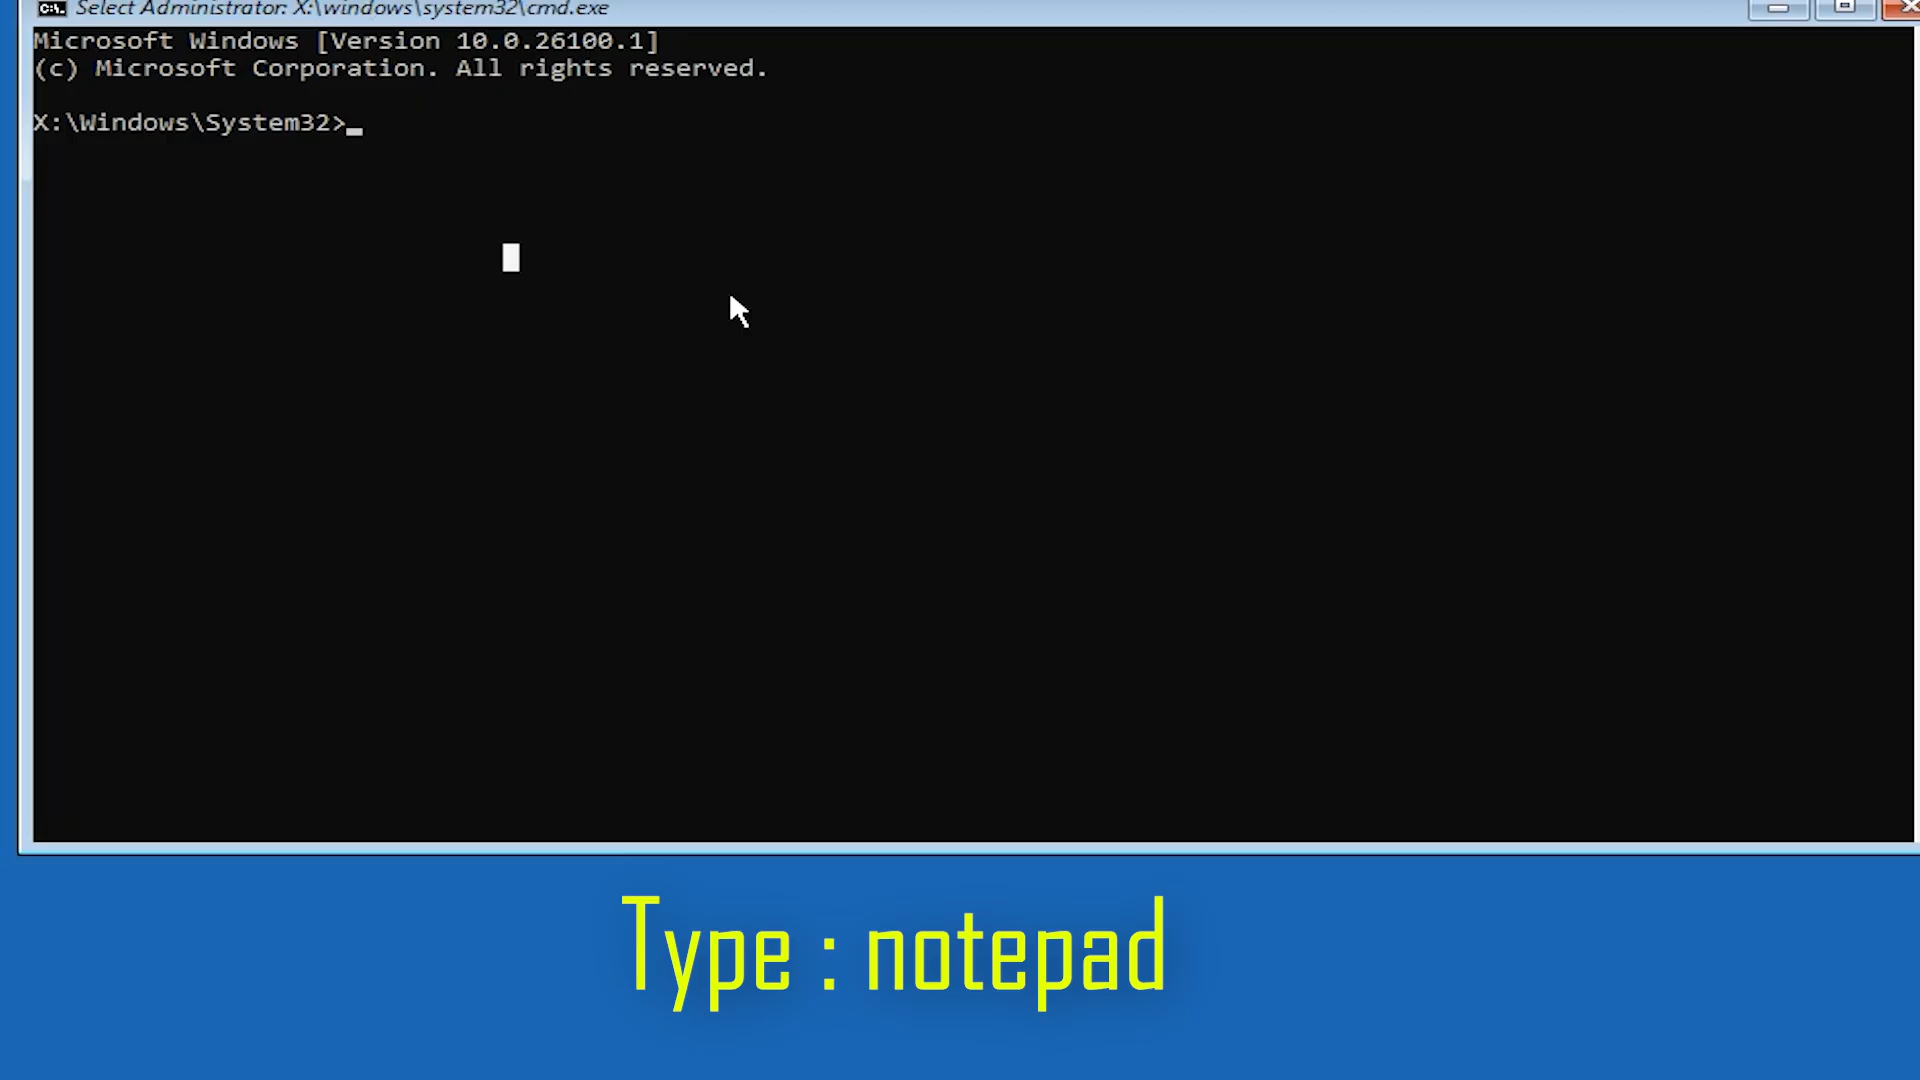 Select Administrator: X:\windows\system32\cmd.exe
Microsoft Windows [Version 10.0.26100.1]
(c) Microsoft Corporation. All rights reserved.
X:\Windows\System32>
Type : notepad